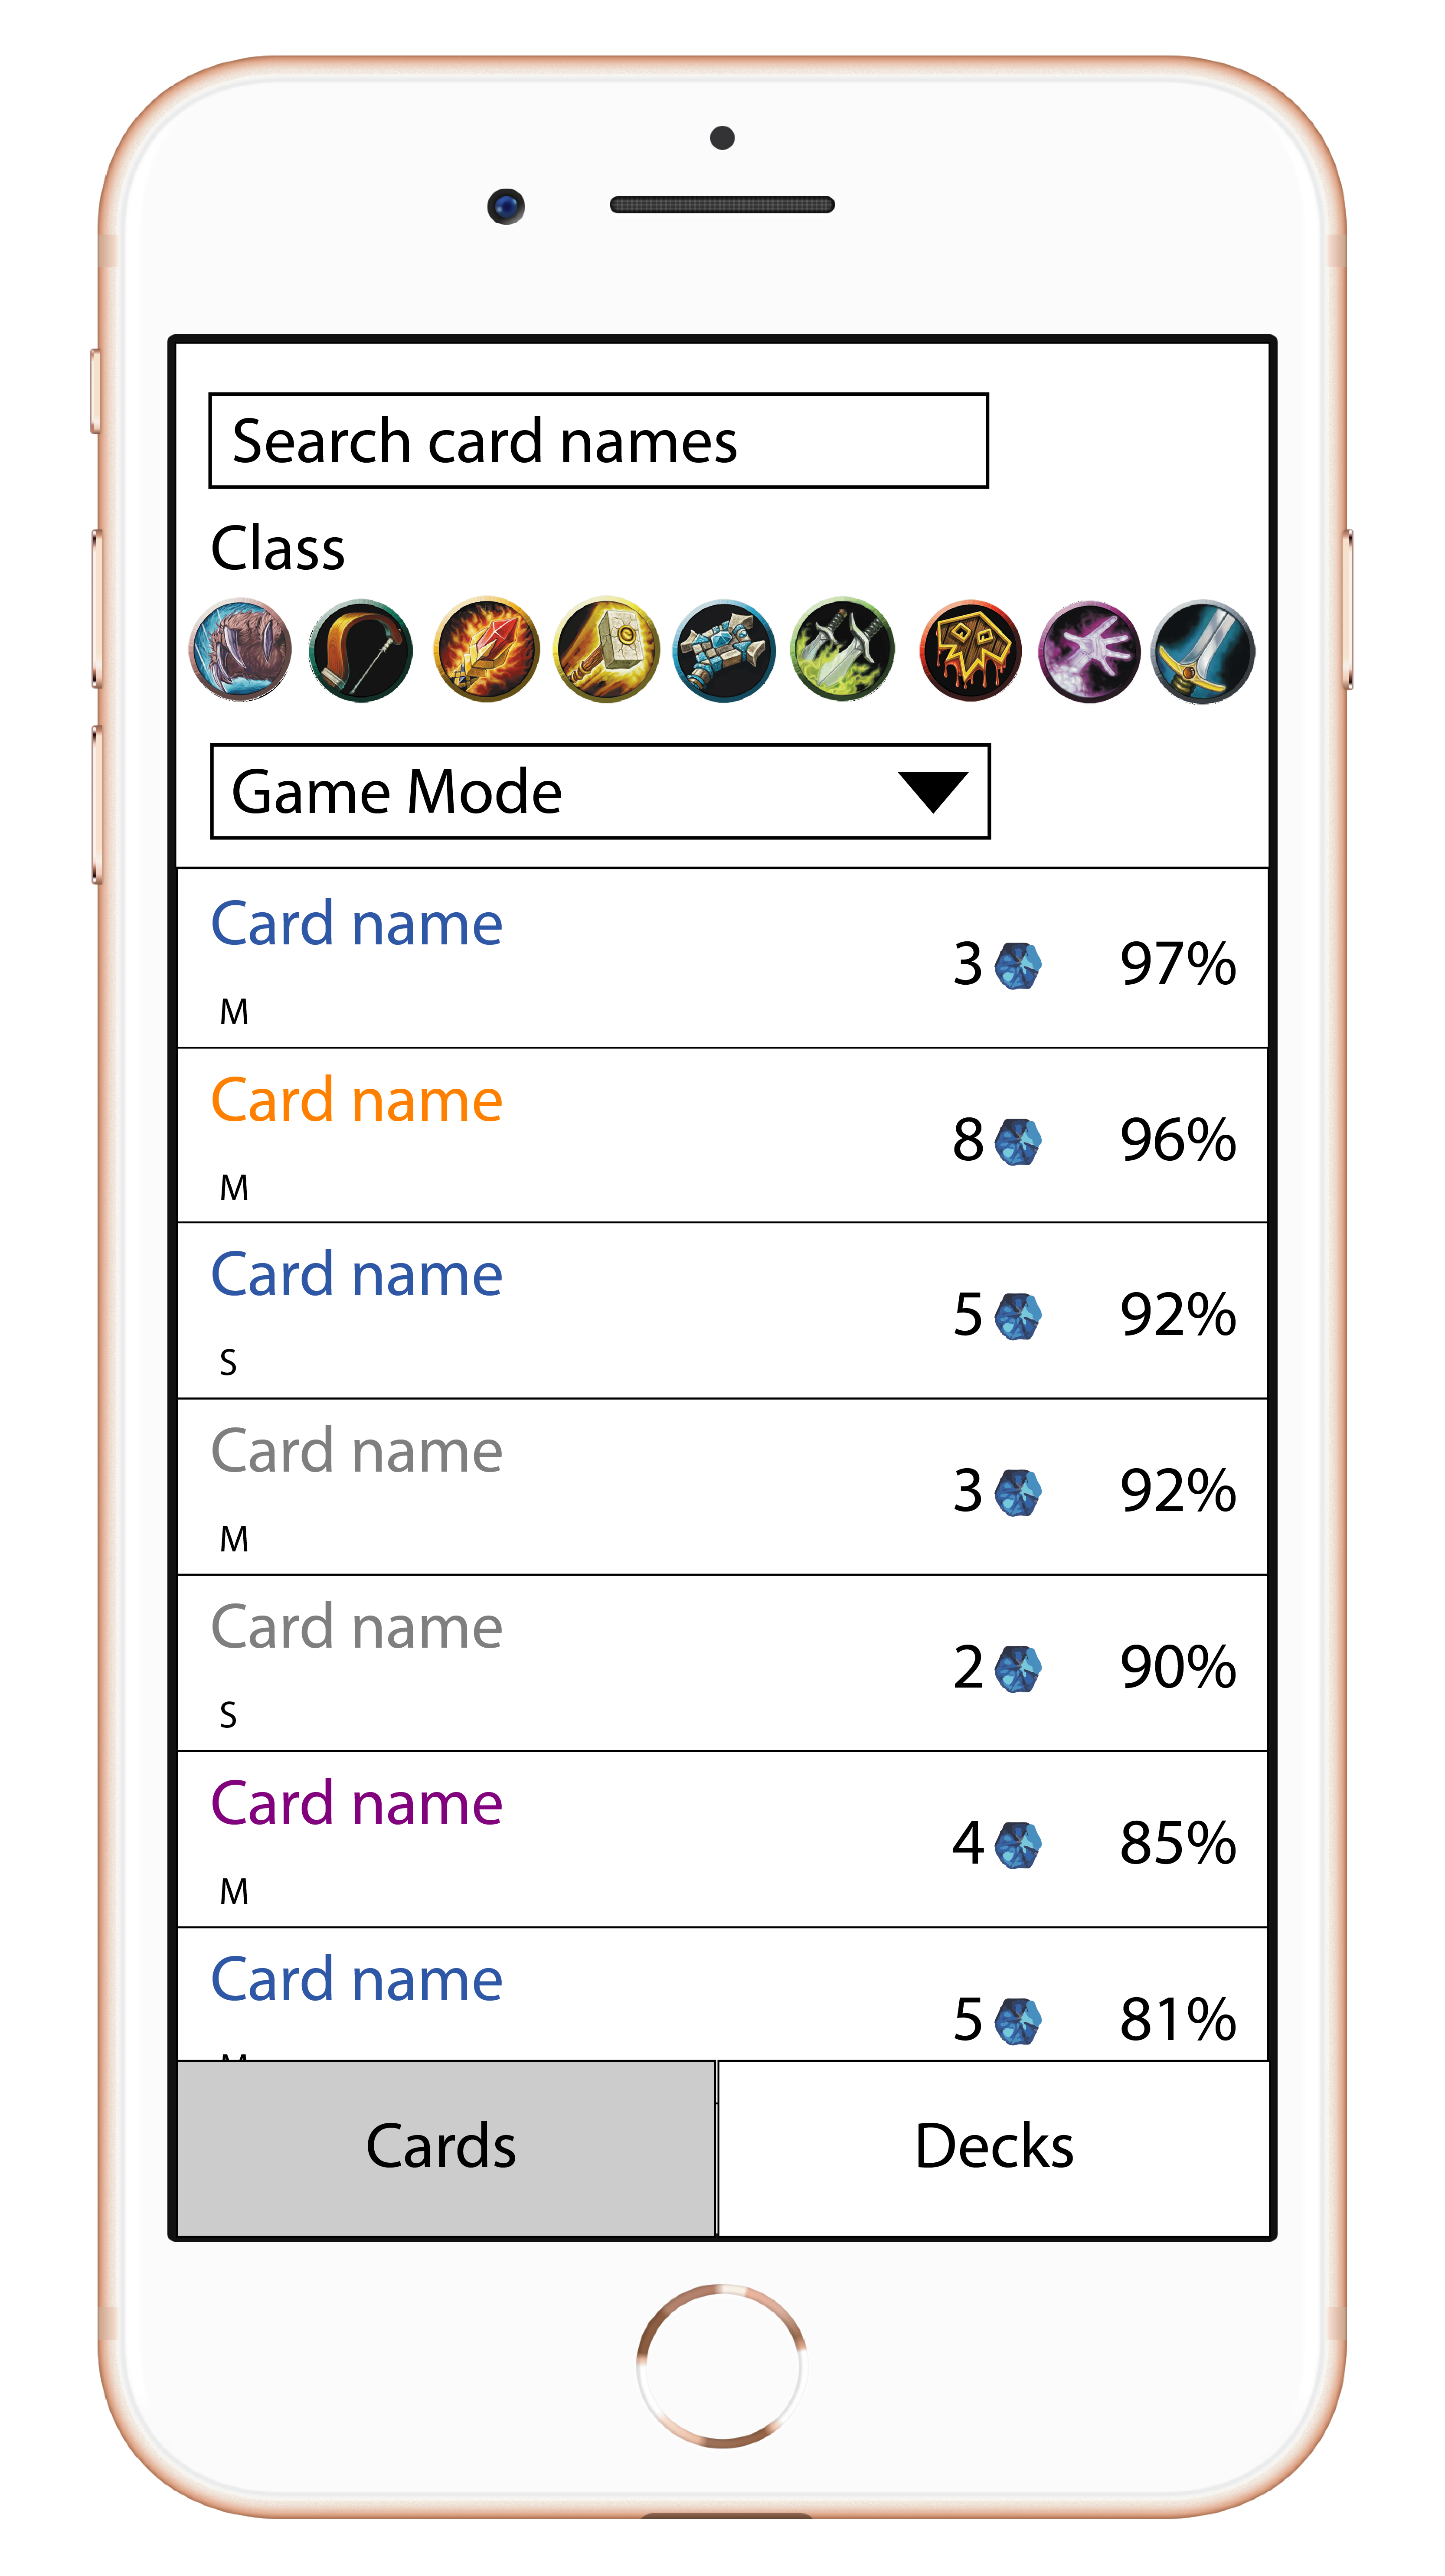 Search card names
Class
Game Mode
Card name
3 97%
M
Card name
8 96%
M
Card name
5 92%
S
Card name
3 92%
M
Card name
2 90%
S
Card name
4 85%
M
Card name
5 81%
Cards Decks